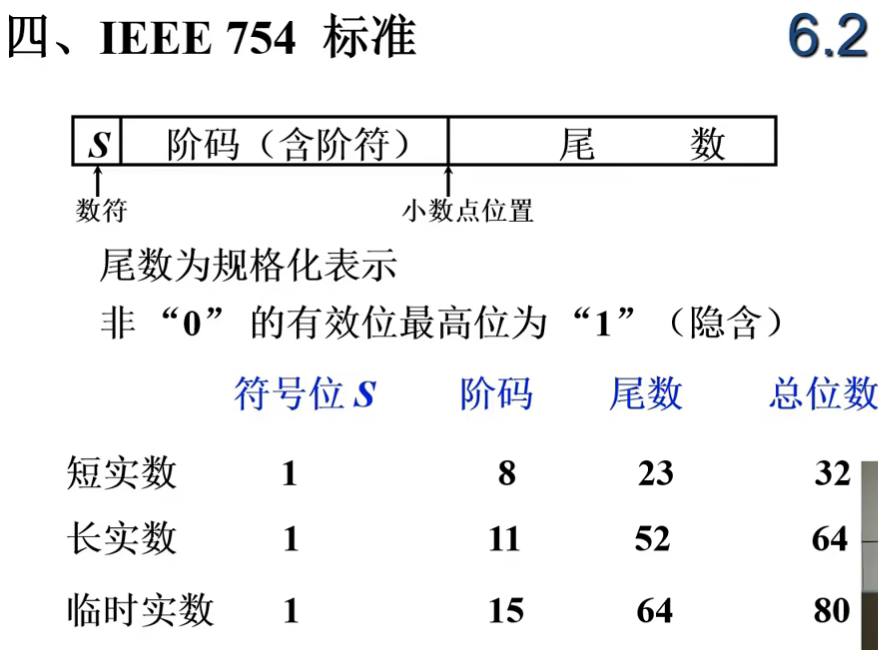 四、IEEE 754 标准 6.2
S 阶码（含阶符） 尾 数
数符 小数点位置
尾数为规格化表示
非 “0” 的有效位最高位为 “1” （隐含）
符号位 S 阶码 尾数 总位数
短实数 1 8 23 32
长实数 1 11 52 64
临时实数 1 15 64 80